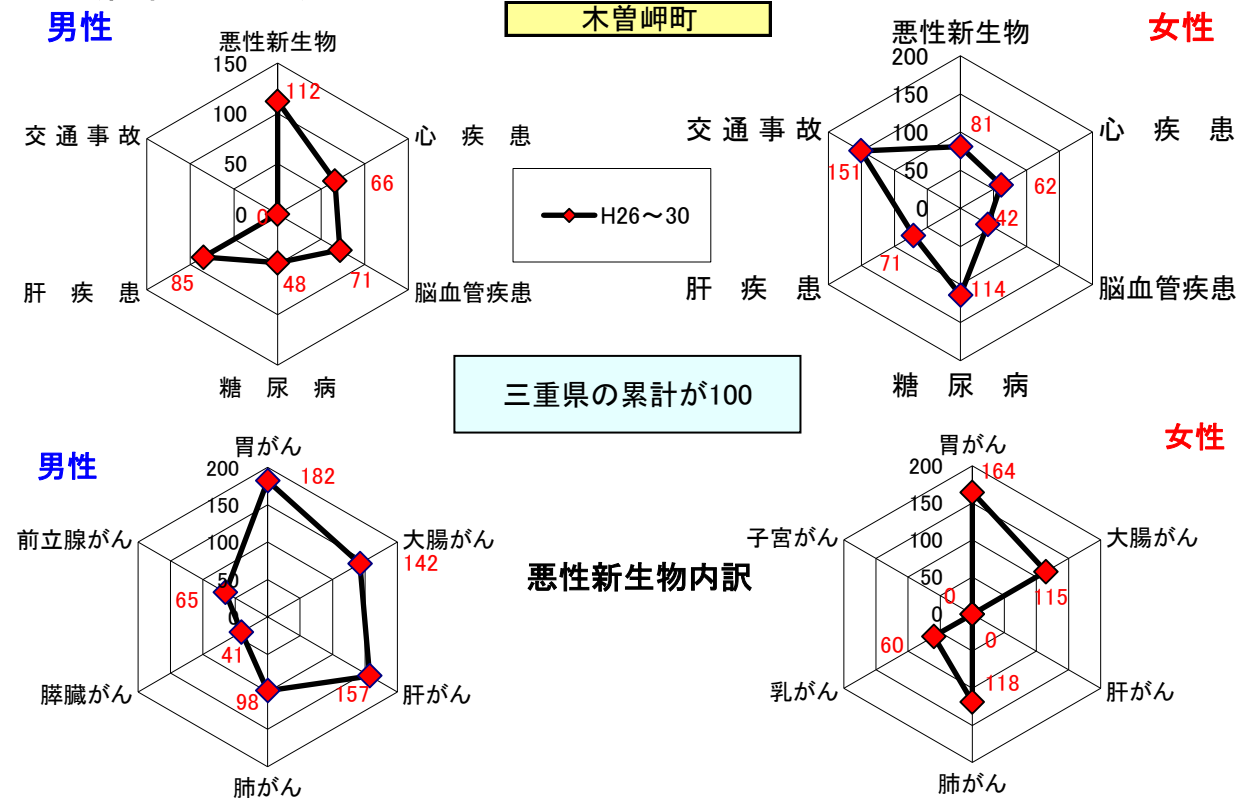 木曽岬町
男性
悪性新生物
150
100
50
0
112
心 疾 患
66
脳血管疾患
71
糖 尿 病
48
肝 疾 患
85
交 通 事 故
0
H26～30
女性
悪性新生物
200
150
100
50
0
81
心 疾 患
62
脳血管疾患
42
糖 尿 病
114
肝 疾 患
71
交 通 事 故
151
三重県の累計が100
男性
胃がん
200
150
100
50
0
182
大腸がん
142
肝がん
157
肺がん
98
膵臓がん
41
前立腺がん
65
悪性新生物内訳
女性
胃がん
200
150
100
50
0
164
大腸がん
115
肝がん
0
肺がん
118
乳がん
60
子宮がん
0